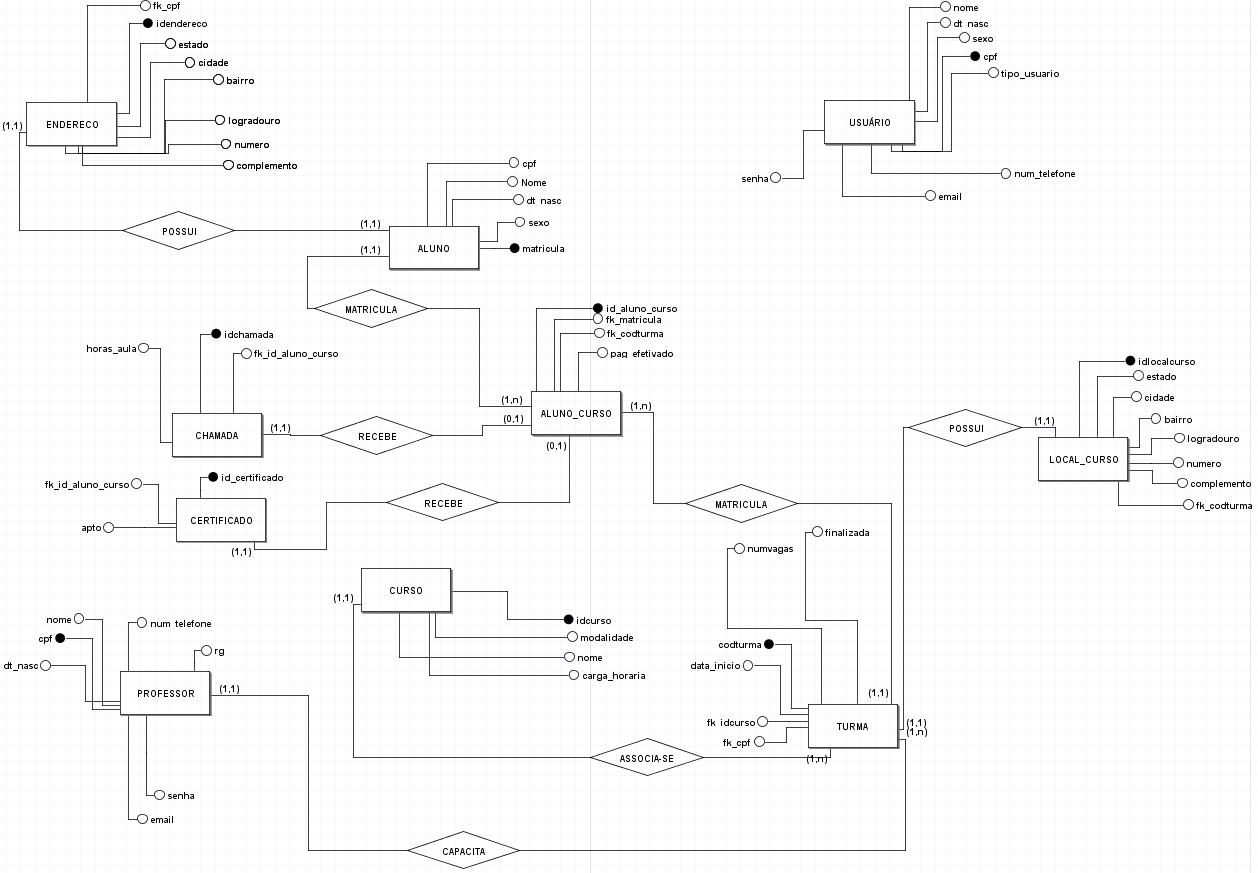 fk_cpf
idendereco
estado
cidade
bairro
logradouro
numero
complemento
ENDERECO
(1,1)
nome
dt_nasc
sexo
cpf
tipo_usuario
USUÁRIO
senha
num_telefone
email
POSSUI
(1,1)
cpf
Nome
dt_nasc
sexo
matricula
ALUNO
(1,1)
MATRICULA
id_aluno_curso
fk_matricula
fk_codturma
pag_efetivado
(1,n)
(0,1)
(0,1)
ALUNO_CURSO
(1,n)
idchamada
horas_aula
fk_id_aluno_curso
CHAMADA
(1,1)
RECEBE
id_certificado
fk_id_aluno_curso
apto
CERTIFICADO
(1,1)
RECEBE
MATRICULA
POSSUI
(1,1)
idlocalcurso
estado
cidade
bairro
logradouro
numero
complemento
fk_codturma
LOCAL_CURSO
CURSO
(1,1)
idcurso
modalidade
nome
carga_horaria
numvagas
finalizada
codturma
data_inicio
fk_idcurso
fk_cpf
TURMA
(1,1)
(1,1)
(1,n)
(1,n)
ASSOCIA-SE
nome
cpf
dt_nasc
num_telefone
rg
PROFESSOR
(1,1)
senha
email
CAPACITA